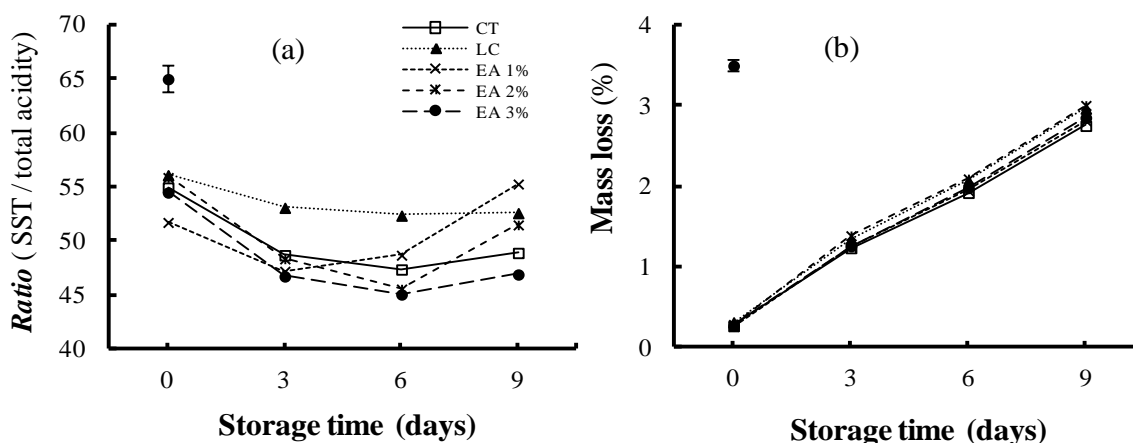 70
65
60
55
50
45
40
Ratio ( SST / total acidity)
(a)
CT
LC
EA 1%
EA 2%
EA 3%
0 3 6 9
Storage time (days)
4
3
2
1
0
Mass loss (%)
(b)
0 3 6 9
Storage time (days)